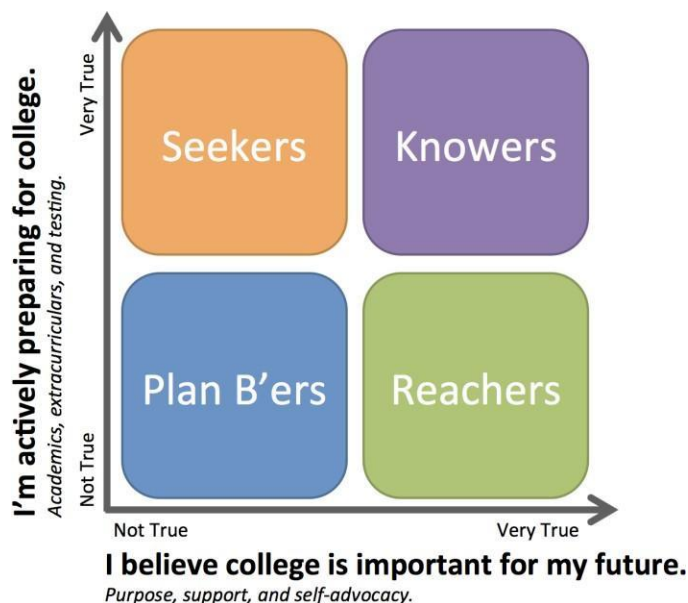 I'm actively preparing for college.
Academics, extracurriculars, and testing.
Very True
Not True
Seekers
Knowers
Plan B'ers
Reachers
Not True
Very True
I believe college is important for my future.
Purpose, support, and self-advocacy.